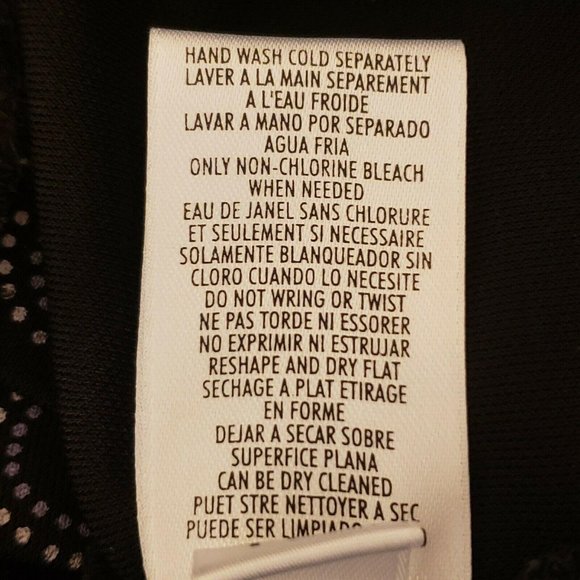 HAND WASH COLD SEPARATELY
LAVER A LA MAIN SEPAREMENT
A L'EAU FROIDE
LAVAR A MANO POR SEPARADO
AGUA FRIA
ONLY NON-CHLORINE BLEACH
WHEN NEEDED
EAU DE JANEL SANS CHLORURE
ET SEULEMENT SI NECESSAIRE
SOLAMENTE BLANQUEADOR SIN
CLORO CUANDO LO NECESITE
DO NOT WRING OR TWIST
NE PAS TORDE NI ESSORER
NO EXPRIMIR NI ESTRUJAR
RESHAPE AND DRY FLAT
SECHAGE A PLAT ETIRAGE
EN FORME
DEJAR A SECAR SOBRE
SUPERFICE PLANA
CAN BE DRY CLEANED
PUET STRE NETTOYER A SEC
PUEDE SER LIMPIADO